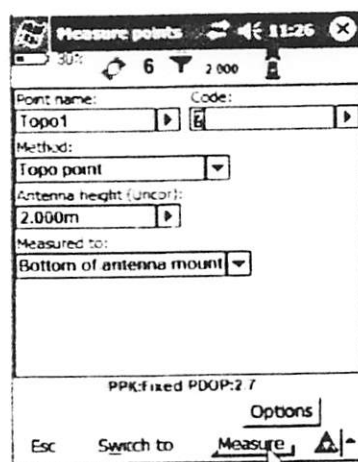 Measure points 11:26
30% 6 2.000
Point name: Code:
Topo1
Method:
Topo point
Antenna height (Uncor):
2.000m
Measured to:
Bottom of antenna mount
PPK:Fixed PDOP:2.7
Options
Esc Switch to Measure